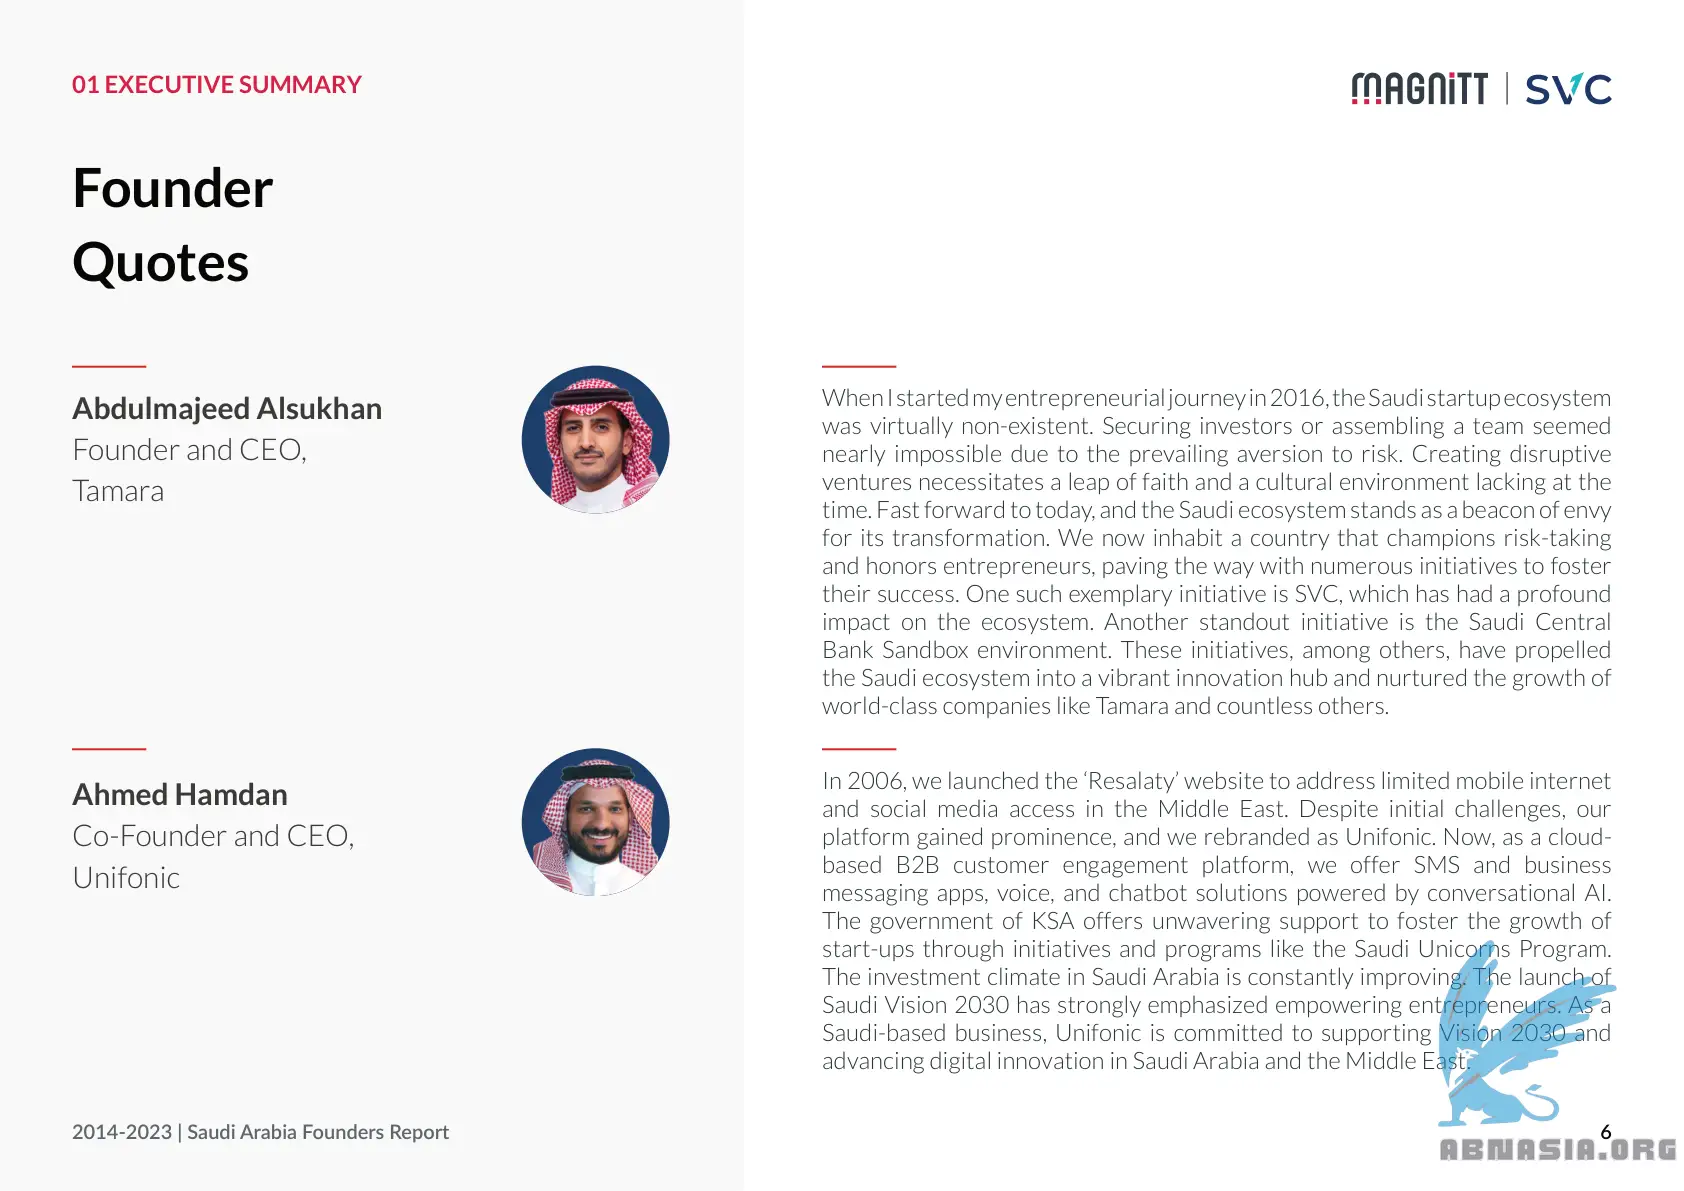 01 EXECUTIVE SUMMARY
MAGNiTT | SVC
Founder
Quotes
Abdulmajeed Alsukhan
Founder and CEO,
Tamara
When I started my entrepreneurial journey in 2016, the Saudi startup ecosystem
was virtually non-existent. Securing investors or assembling a team seemed
nearly impossible due to the prevailing aversion to risk. Creating disruptive
ventures necessitates a leap of faith and a cultural environment lacking at the
time. Fast forward to today, and the Saudi ecosystem stands as a beacon of envy
for its transformation. We now inhabit a country that champions risk-taking
and honors entrepreneurs, paving the way with numerous initiatives to foster
their success. One such exemplary initiative is SVC, which has had a profound
impact on the ecosystem. Another standout initiative is the Saudi Central
Bank Sandbox environment. These initiatives, among others, have propelled
the Saudi ecosystem into a vibrant innovation hub and nurtured the growth of
world-class companies like Tamara and countless others.
Ahmed Hamdan
Co-Founder and CEO,
Unifonic
In 2006, we launched the ‘Resalaty’ website to address limited mobile internet
and social media access in the Middle East. Despite initial challenges, our
platform gained prominence, and we rebranded as Unifonic. Now, as a cloud-
based B2B customer engagement platform, we offer SMS and business
messaging apps, voice, and chatbot solutions powered by conversational AI.
The government of KSA offers unwavering support to foster the growth of
start-ups through initiatives and programs like the Saudi Unicorns Program.
The investment climate in Saudi Arabia is constantly improving. The launch of
Saudi Vision 2030 has strongly emphasized empowering entrepreneurs. As a
Saudi-based business, Unifonic is committed to supporting Vision 2030 and
advancing digital innovation in Saudi Arabia and the Middle East.
2014-2023 | Saudi Arabia Founders Report
6
ABNASIA.ORG